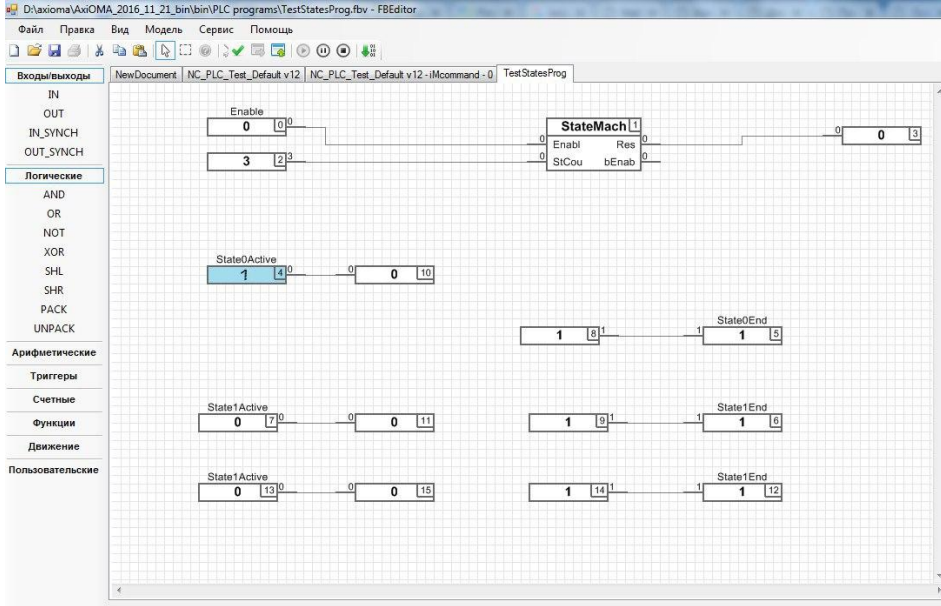 D:\axioma\AxiOMA_2016_11_21_bin\bin\PLC programs\TestStatesProg.fbv - FBEditor
Файл Правка Вид Модель Сервис Помощь
Входы/выходы
NewDocument NC_PLC_Test_Default v12 NC_PLC_Test_Default v12 - iMcommand - 0 TestStatesProg
IN
OUT
IN_SYNCH
OUT_SYNCH
Логические
AND
OR
NOT
XOR
SHL
SHR
PACK
UNPACK
Арифметические
Триггеры
Счетные
Функции
Движение
Пользовательские
Enable
0 0 0
3 2 3
StateMach 1
0 Enabl Res 0
0 StCou bEnab 0
0 0 3
State0Active
1 4 0 0 0 10
State0End
1 8 1 1 1 5
State1Active State1End
0 7 0 0 0 11 1 9 1 1 1 6
State1Active State1End
0 13 0 0 0 15 1 14 1 1 1 12